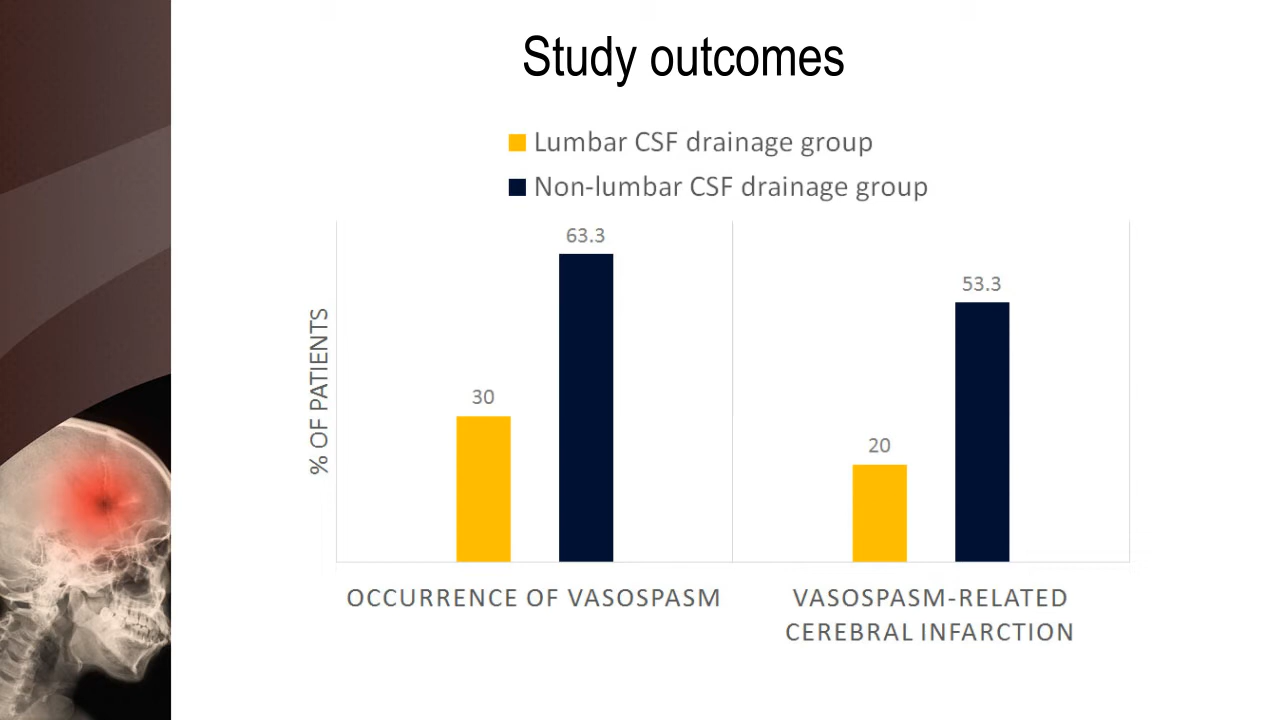 Study outcomes
Lumbar CSF drainage group
Non-lumbar CSF drainage group
% OF PATIENTS
63.3
30
53.3
20
OCCURRENCE OF VASOSPASM
VASOSPASM-RELATED
CEREBRAL INFARCTION